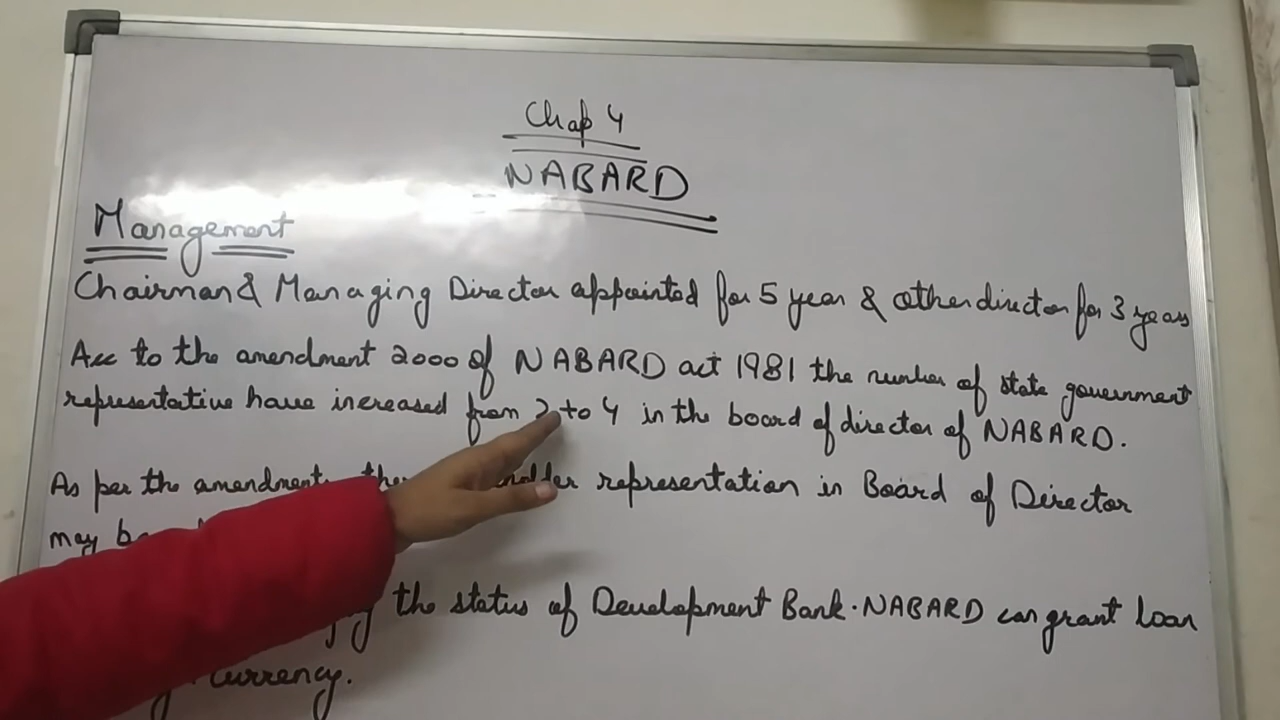 Chap 4
NABARD
Management
Chairman & Managing Director appointed for 5 year & other director for 3 years
Acc to the amendment 2000 of NABARD act 1981 the number of state government
representative have increased from 2 to 4 in the board of director of NABARD.
As per the amendment representation in Board of Director
may
the status of Development Bank. NABARD can grant loan
currency.